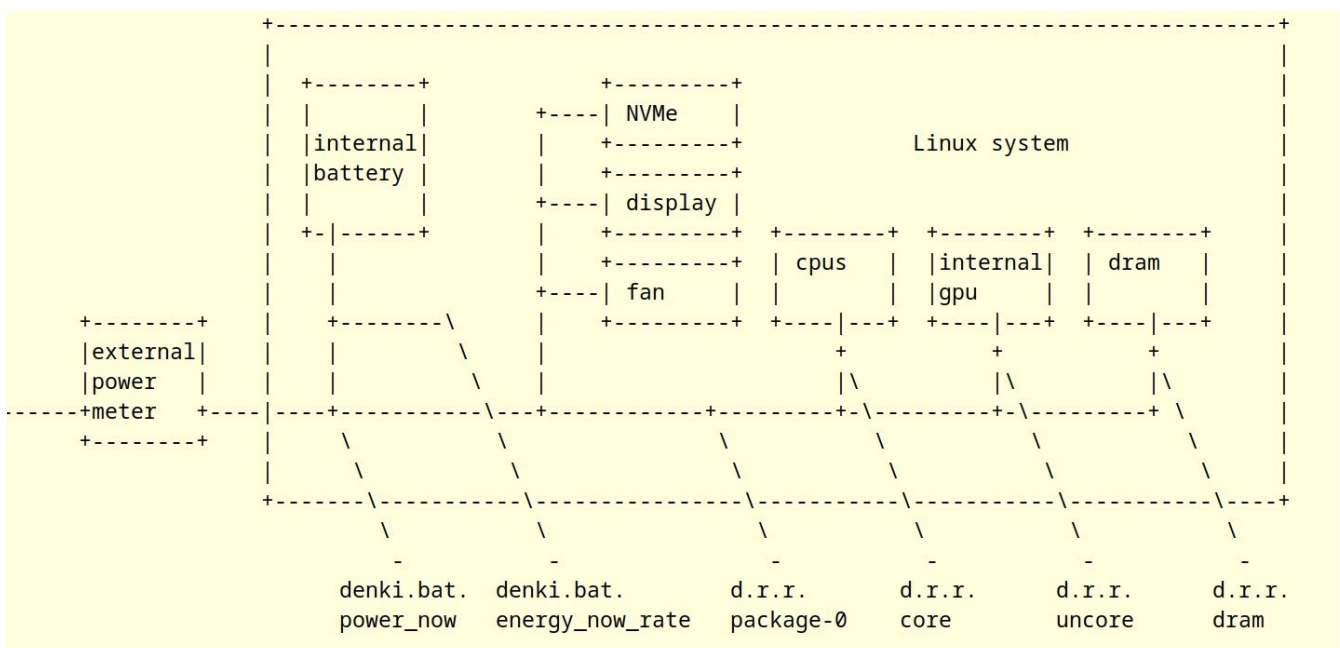 NVMe
internal
Linux system
battery
display
cpus
internal
dram
fan
gpu
external
power
meter
denki.bat. denki.bat. d.r.r. d.r.r. d.r.r. d.r.r.
power_now energy_now_rate package-0 core uncore dram